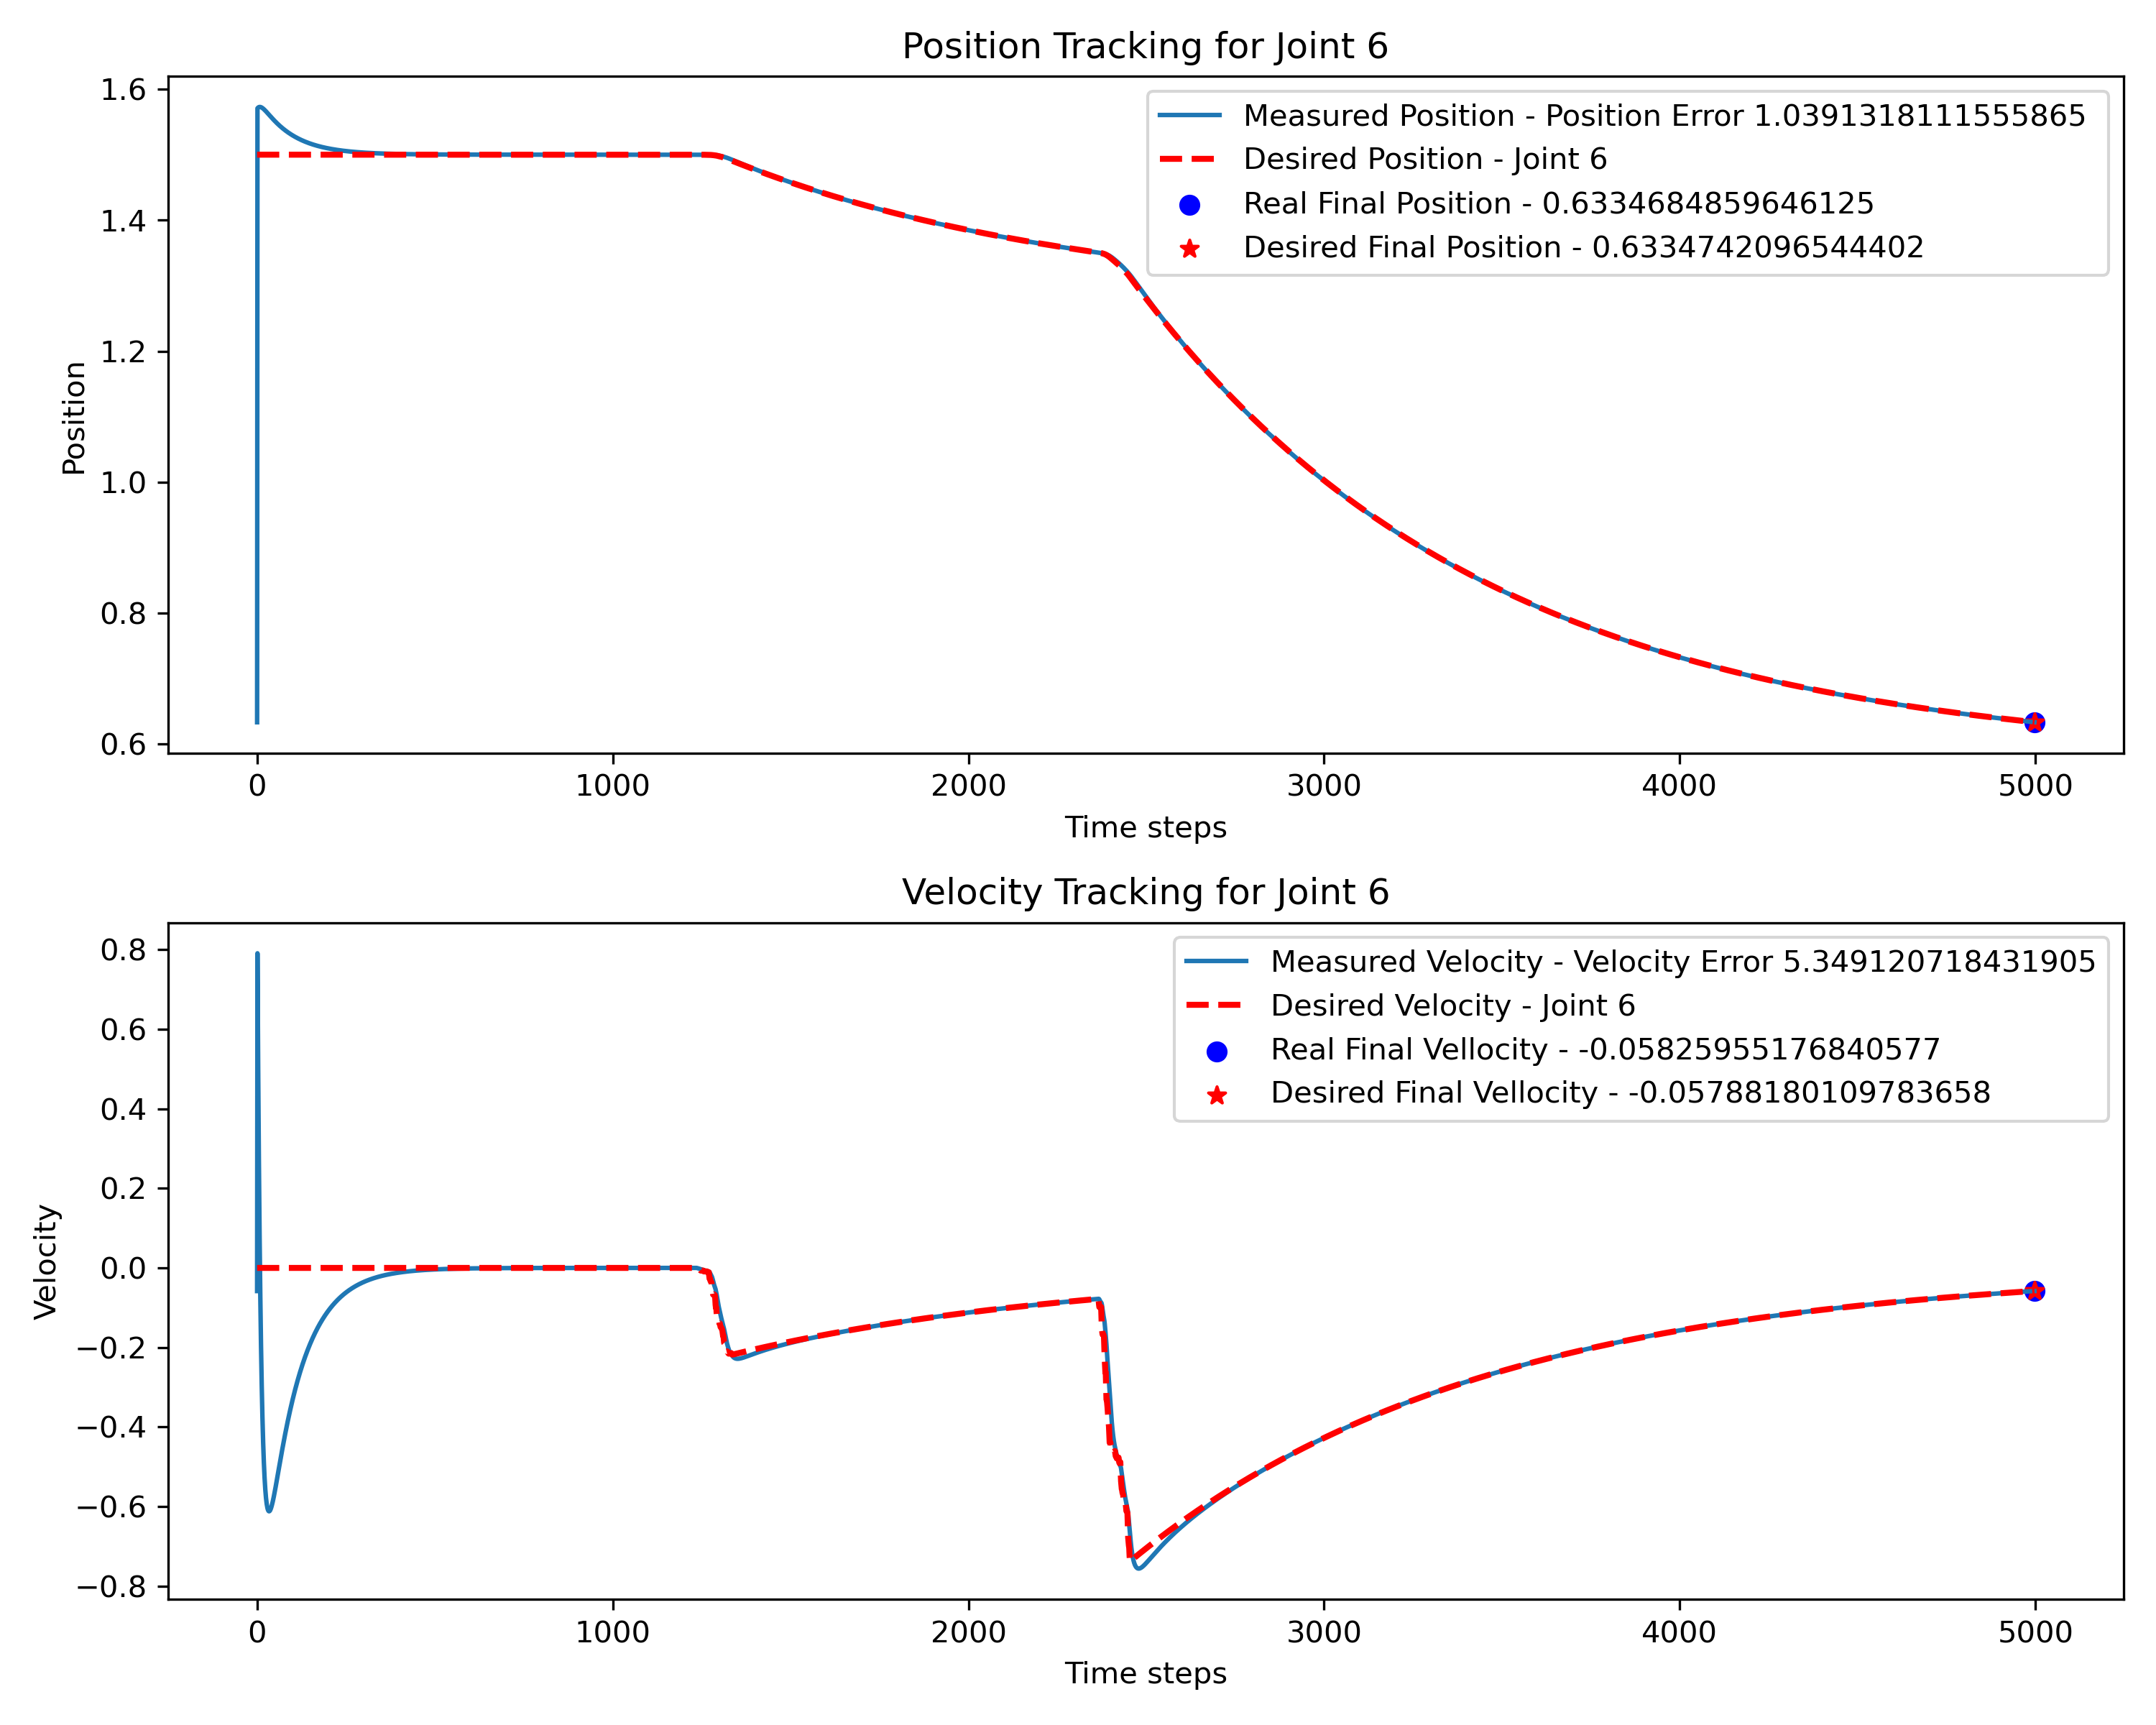 Position Tracking for Joint 6
1.6
1.4
1.2
1.0
0.8
0.6
Position
Measured Position - Position Error 1.0391318111555865
Desired Position - Joint 6
Real Final Position - 0.6334684859646125
Desired Final Position - 0.6334742096544402
0 1000 2000 3000 4000 5000
Time steps
Velocity Tracking for Joint 6
0.8
0.6
0.4
0.2
0.0
−0.2
−0.4
−0.6
−0.8
Velocity
Measured Velocity - Velocity Error 5.349120718431905
Desired Velocity - Joint 6
Real Final Vellocity - -0.05825955176840577
Desired Final Vellocity - -0.05788180109783658
0 1000 2000 3000 4000 5000
Time steps